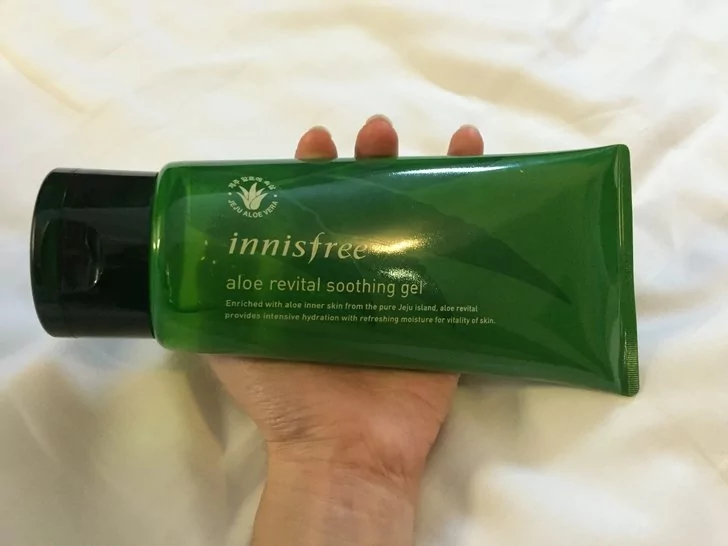 JEJU ALOE VERA
innisfree
aloe revital soothing gel
Enriched with aloe inner skin from the pure Jeju island, aloe revital
provides intensive hydration with refreshing moisture for vitality of skin.